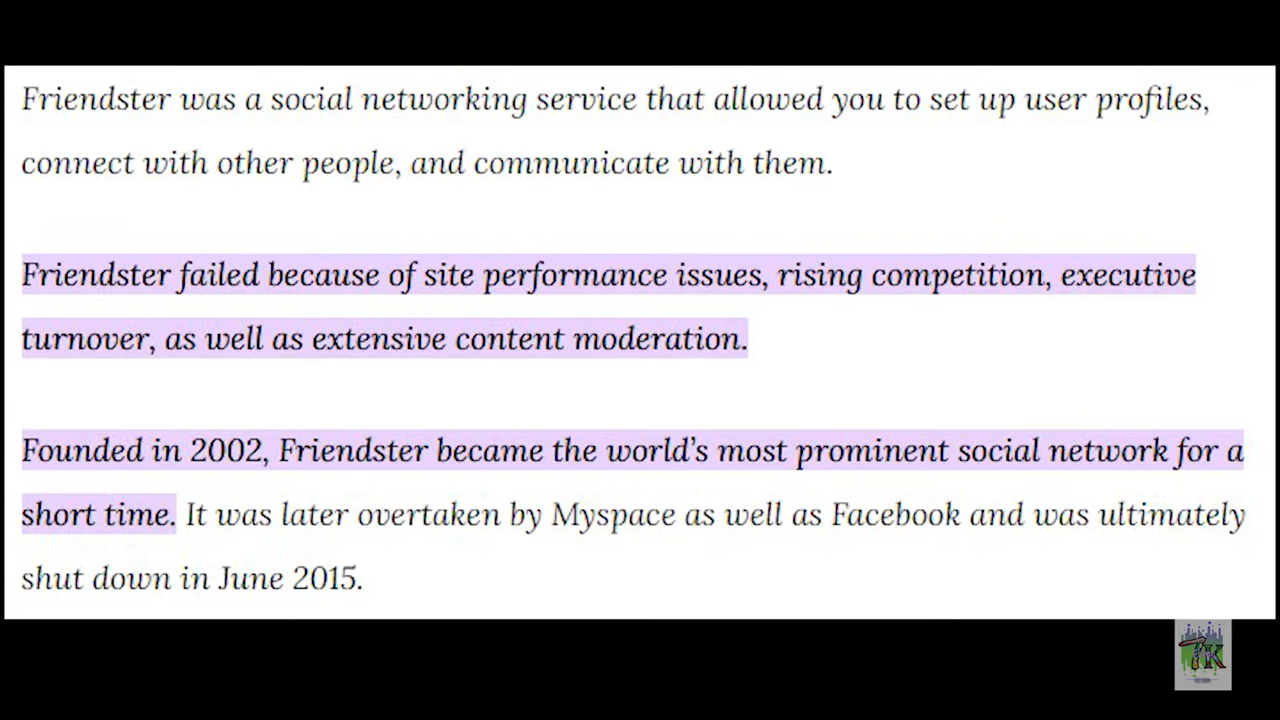 Friendster was a social networking service that allowed you to set up user profiles,
connect with other people, and communicate with them.
Friendster failed because of site performance issues, rising competition, executive
turnover, as well as extensive content moderation.
Founded in 2002, Friendster became the world’s most prominent social network for a
short time. It was later overtaken by Myspace as well as Facebook and was ultimately
shut down in June 2015.
7K